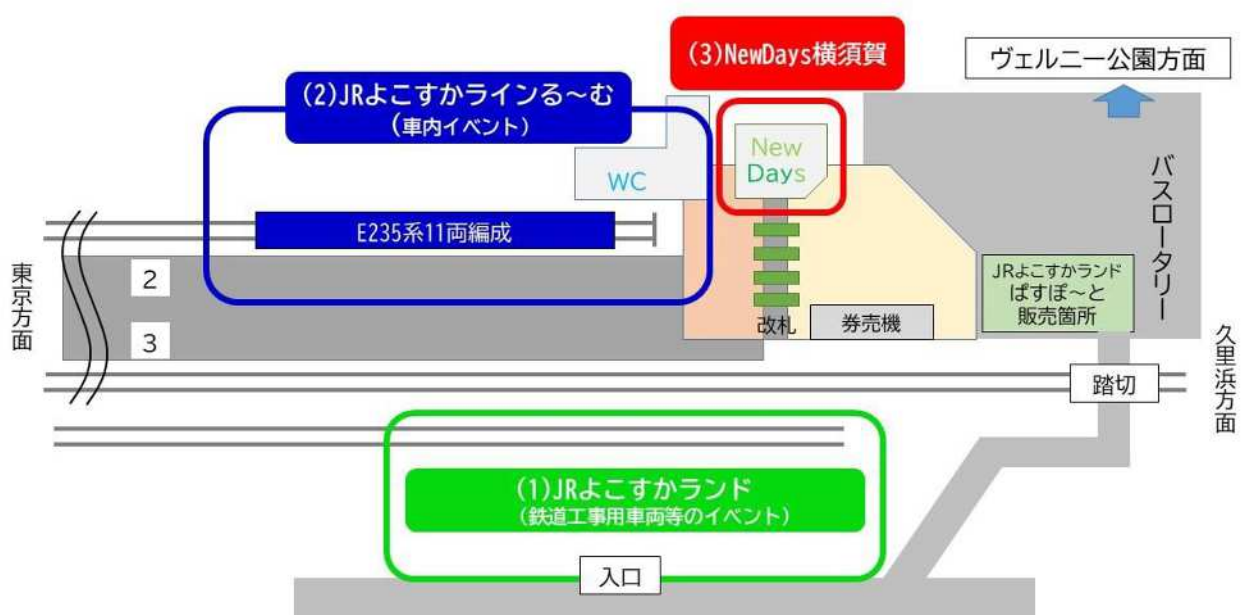 (3)NewDays横須賀
ヴェルニー公園方面
(2)JRよこすかラインる～む
(車内イベント)
New
Days
WC
バスロータリー
E235系11両編成
東京方面
2
3
改札
券売機
JRよこすかランド
ぱすぽ～と
販売箇所
久里浜方面
踏切
(1)JRよこすかランド
(鉄道工事用車両等のイベント)
入口